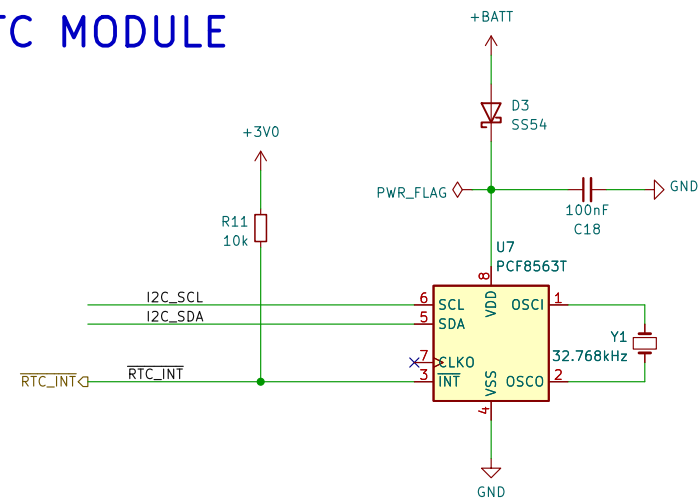 TC MODULE
+BATT
D3
SS54
+3V0
PWR_FLAG
GND
100nF
C18
R11
10k
U7
PCF8563T
8
VDD
I2C_SCL
6
SCL
OSCI
1
I2C_SDA
5
SDA
Y1
32.768kHz
7
CLKO
RTC_INT
RTC_INT
3
INT
VSS
OSCO
2
4
GND